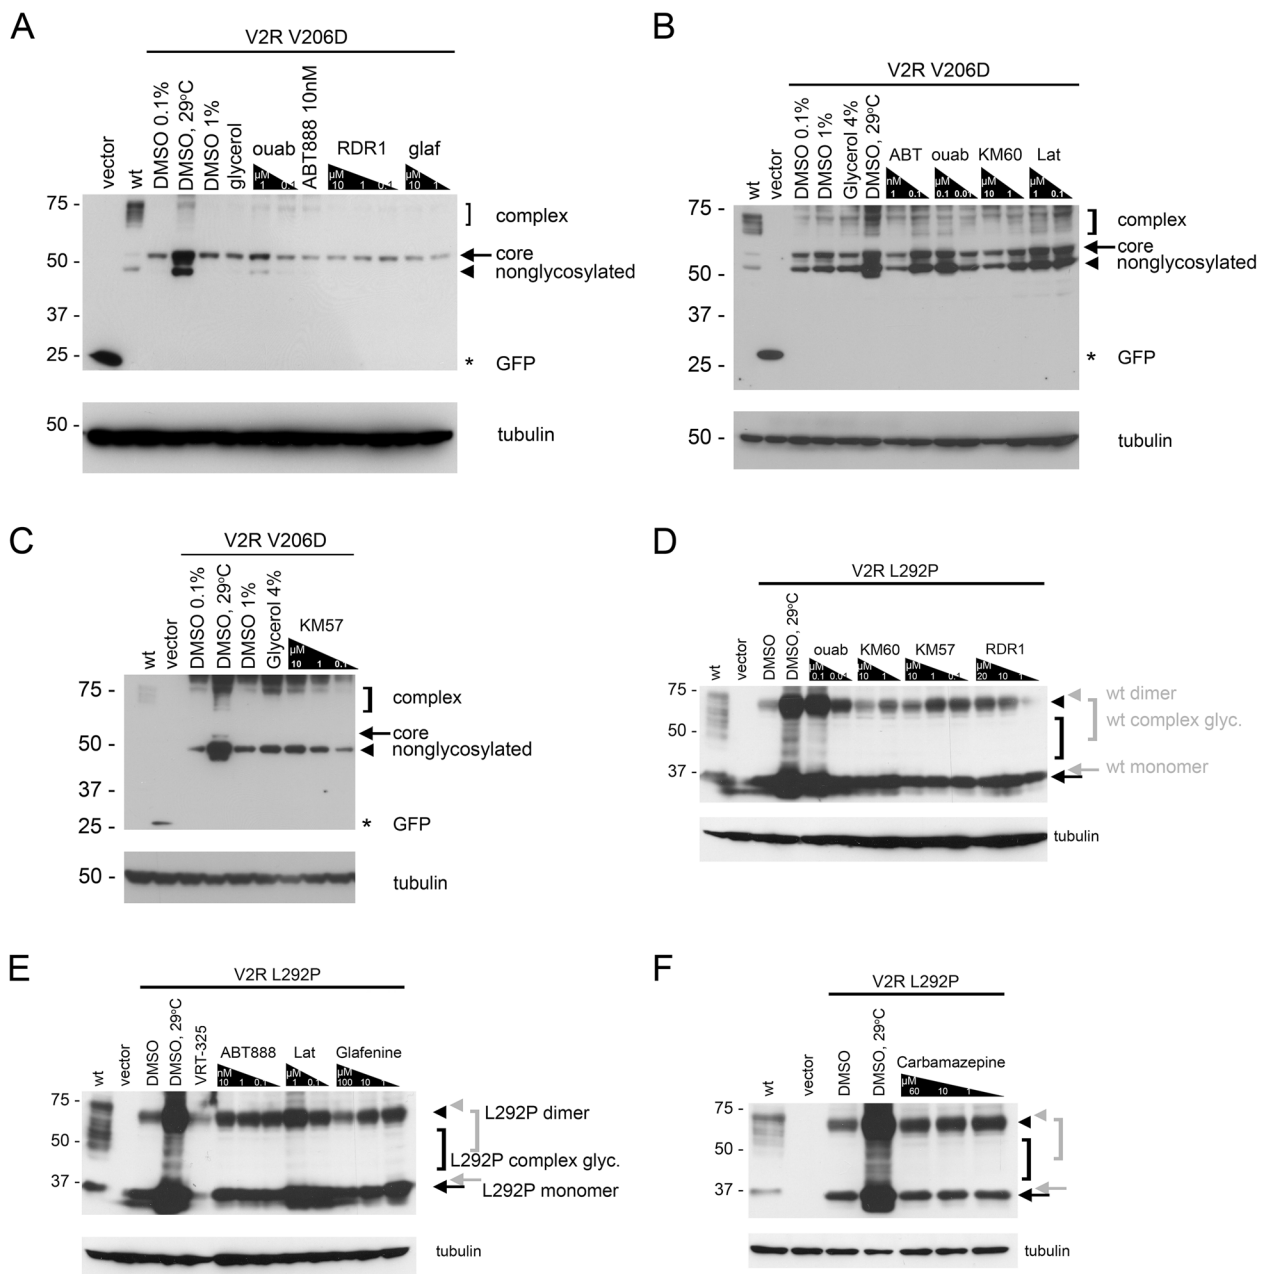 A
V2R V206D
vector
wt
DMSO 0.1%
DMSO, 29°C
DMSO 1%
glycerol
ouab
ABT888 10nM
RDR1
glaf
µM
1 0.1
µM
10 1 0.1
µM
10 1
75 -
50 -
37 -
25 -
complex
core
nonglycosylated
* GFP
50 -
tubulin
B
V2R V206D
wt
vector
DMSO 0.1%
DMSO 1%
Glycerol 4%
DMSO, 29°C
ABT
ouab
KM60
Lat
nM
1 0.1
µM
0.1 0.01
µM
10 1
µM
1 0.1
75 -
50 -
37 -
25 -
complex
core
nonglycosylated
* GFP
50 -
tubulin
C
V2R V206D
wt
vector
DMSO 0.1%
DMSO, 29°C
DMSO 1%
Glycerol 4%
KM57
µM
10 1 0.1
75 -
50 -
37 -
25 -
complex
core
nonglycosylated
* GFP
50 -
tubulin
D
V2R L292P
wt
vector
DMSO
DMSO, 29°C
ouab
KM60
KM57
RDR1
µM
0.1 0.01
µM
10 1
µM
10 1 0.1
µM
20 10 1
75 -
50 -
37 -
wt dimer
wt complex glyc.
wt monomer
tubulin
E
V2R L292P
wt
vector
DMSO
DMSO, 29°C
VRT-325
ABT888
Lat
Glafenine
nM
10 1 0.1
µM
1 0.1
µM
100 10 1
75 -
50 -
37 -
L292P dimer
L292P complex glyc.
L292P monomer
tubulin
F
V2R L292P
wt
vector
DMSO
DMSO, 29°C
Carbamazepine
µM
60 10 1
75 -
50 -
37 -
tubulin